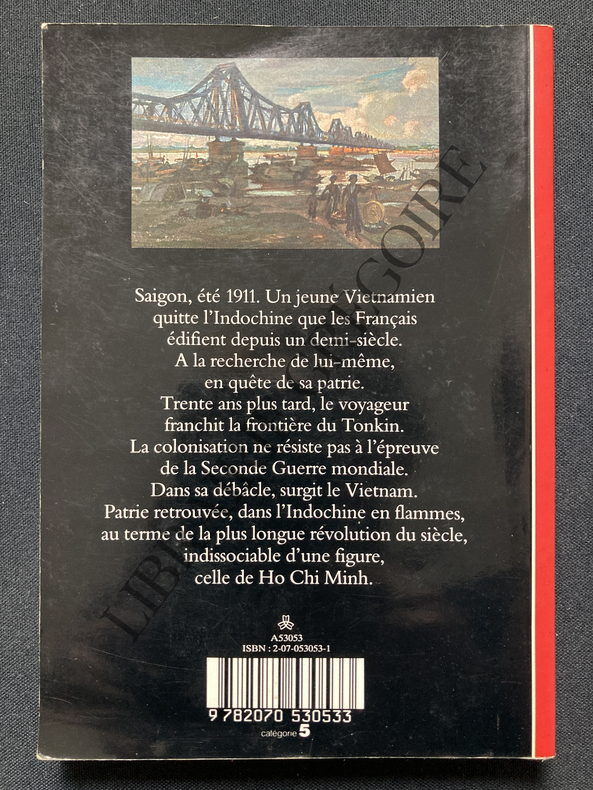 Saigon, été 1911. Un jeune Vietnamien
quitte l'Indochine que les Français
édifient depuis un demi-siècle.
A la recherche de lui-même,
en quête de sa patrie.
Trente ans plus tard, le voyageur
franchit la frontière du Tonkin.
La colonisation ne résiste pas à l'épreuve
de la Seconde Guerre mondiale.
Dans sa débâcle, surgit le Vietnam.
Patrie retrouvée, dans l'Indochine en flammes,
au terme de la plus longue révolution du siècle,
indissociable d'une figure,
celle de Ho Chi Minh.
A53053
ISBN : 2-07-053053-1
9 782070 530533
catégorie 5